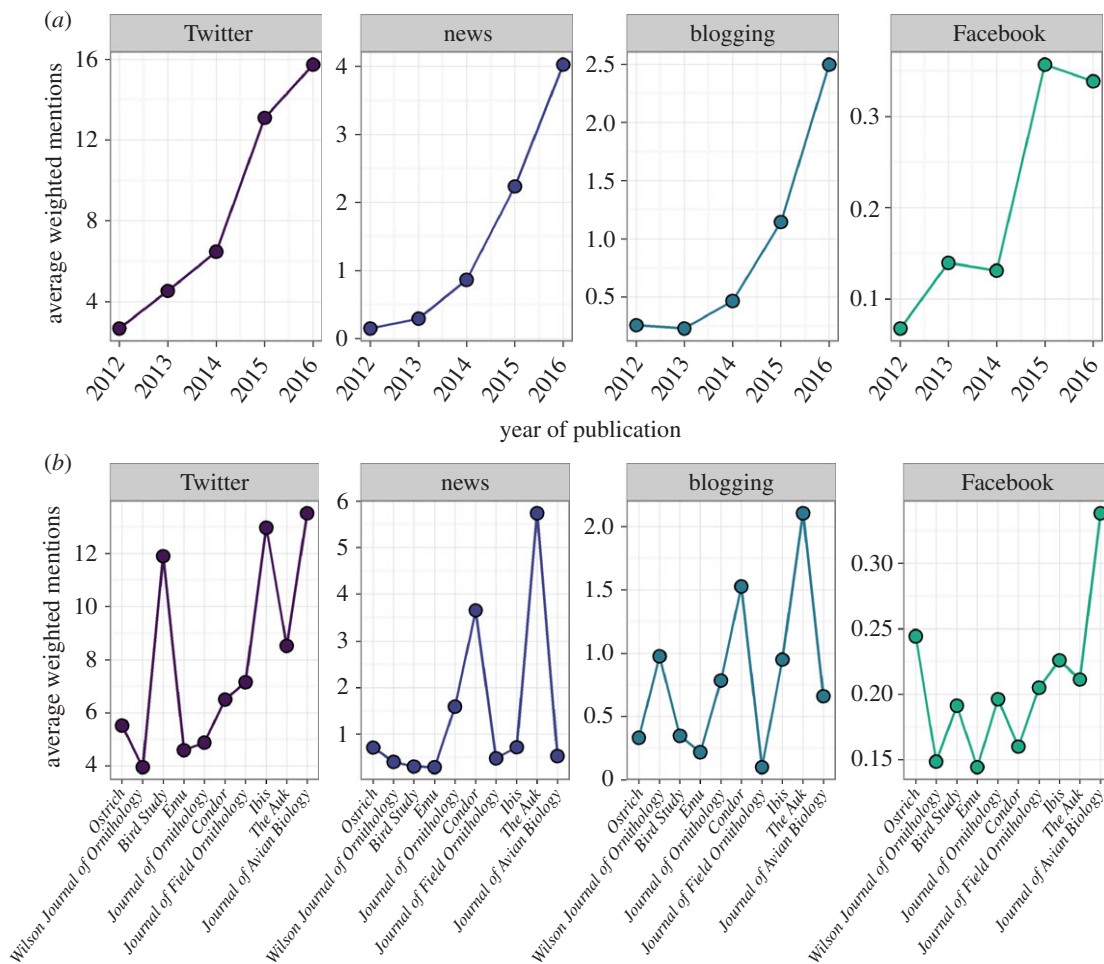 (a)
Twitter
news
blogging
Facebook
average weighted mentions
16
12
8
4
4
3
2
1
0
2.5
2.0
1.5
1.0
0.5
0.3
0.2
0.1
2012
2013
2014
2015
2016
2012
2013
2014
2015
2016
2012
2013
2014
2015
2016
2012
2013
2014
2015
2016
year of publication
(b)
Twitter
news
blogging
Facebook
average weighted mentions
12
10
8
6
4
6
5
4
3
2
1
2.0
1.5
1.0
0.5
0
0.30
0.25
0.20
0.15
Ostrich
Wilson Journal of Ornithology
Bird Study
Emu
Journal of Ornithology
Condor
Journal of Field Ornithology
Ibis
The Auk
Journal of Avian Biology
Ostrich
Wilson Journal of Ornithology
Bird Study
Emu
Journal of Ornithology
Condor
Journal of Field Ornithology
Ibis
The Auk
Journal of Avian Biology
Ostrich
Wilson Journal of Ornithology
Bird Study
Emu
Journal of Ornithology
Condor
Journal of Field Ornithology
Ibis
The Auk
Journal of Avian Biology
Ostrich
Wilson Journal of Ornithology
Bird Study
Emu
Journal of Ornithology
Condor
Journal of Field Ornithology
Ibis
The Auk
Journal of Avian Biology